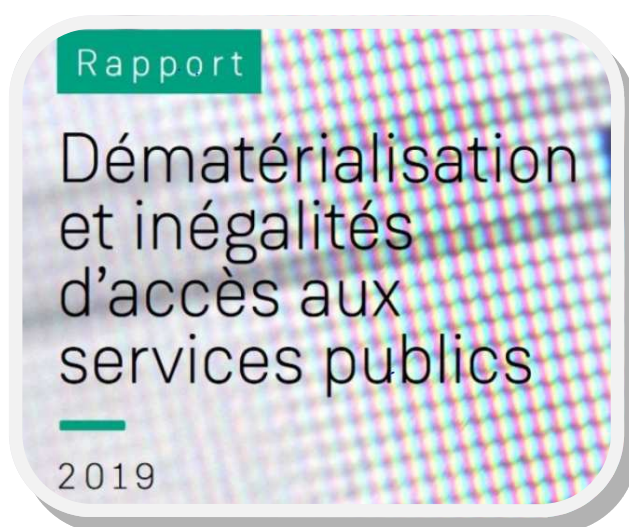 Rapport
Dématérialisation
et inégalités
d’accès aux
services publics
2019